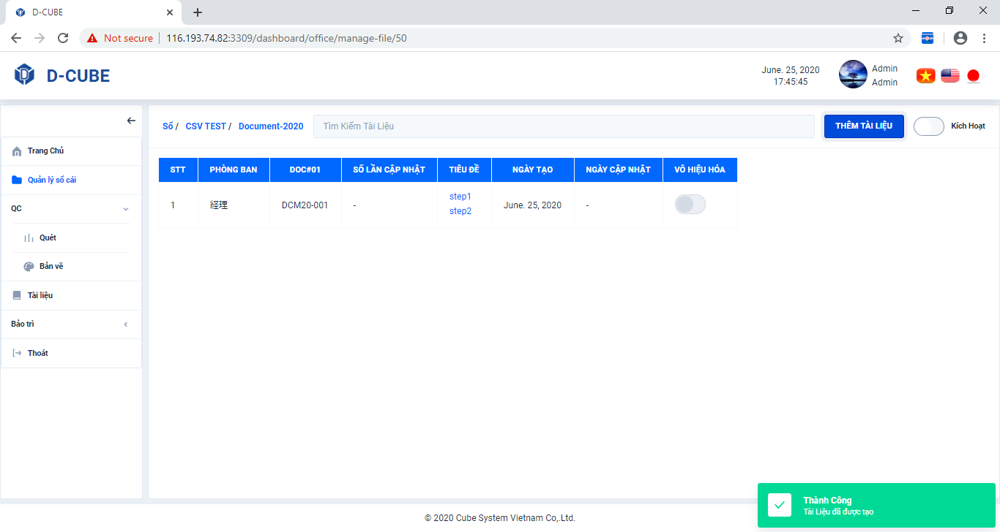 D-CUBE
Not secure
116.193.74.82:3309/dashboard/office/manage-file/50
D-CUBE
June. 25, 2020
17:45:45
Admin
Admin
Sổ / CSV TEST / Document-2020
Tìm Kiếm Tài Liệu
THÊM TÀI LIỆU
Kích Hoạt
Trang Chủ
Quản lý sổ cái
QC
Quét
Bản vẽ
Tài liệu
Bảo trì
Thoát
STT PHÒNG BAN DOC#01 SỐ LẦN CẬP NHẬT TIÊU ĐỀ NGÀY TẠO NGÀY CẬP NHẬT VÔ HIỆU HÓA
1 経理 DCM20-001 - step1 June. 25, 2020 -
step2
Thành Công
Tài Liệu đã được tạo
© 2020 Cube System Vietnam Co,.Ltd.